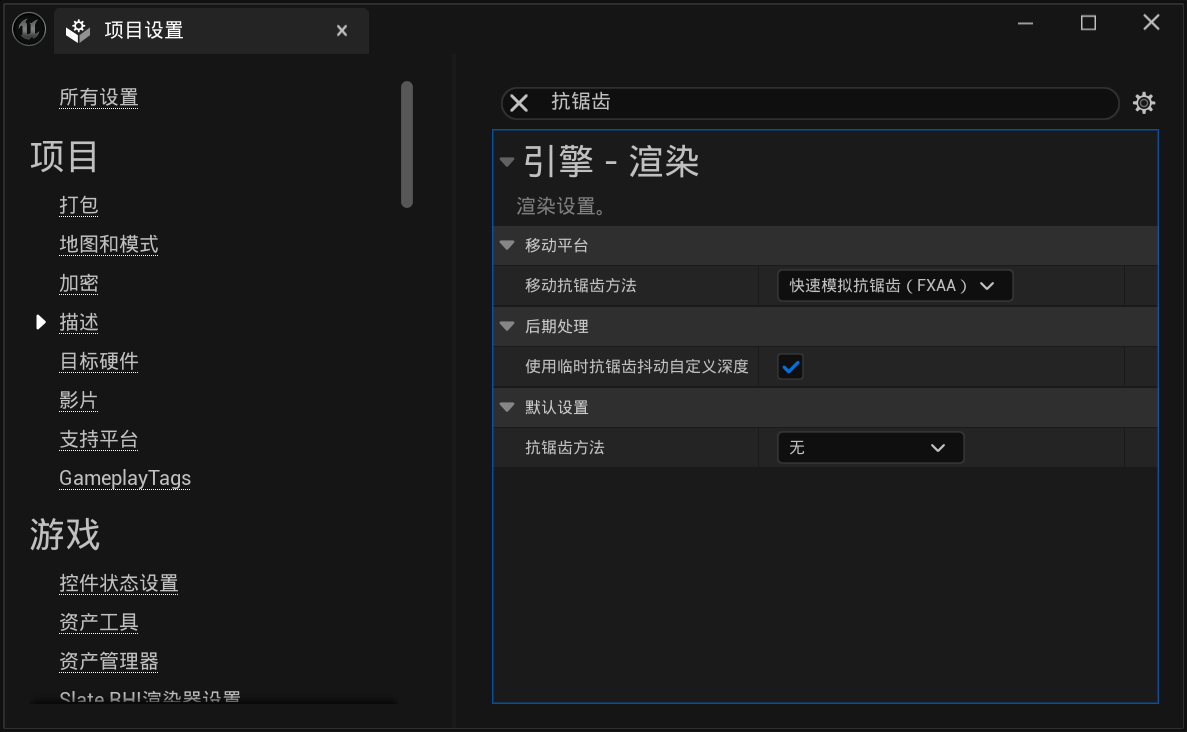 项目设置
所有设置
项目
打包
地图和模式
加密
描述
目标硬件
影片
支持平台
GameplayTags
游戏
控件状态设置
资产工具
资产管理器
Slate RHI渲染器设置
抗锯齿
引擎 - 渲染
渲染设置。
移动平台
移动抗锯齿方法
快速模拟抗锯齿（FXAA）
后期处理
使用临时抗锯齿抖动自定义深度
默认设置
抗锯齿方法
无